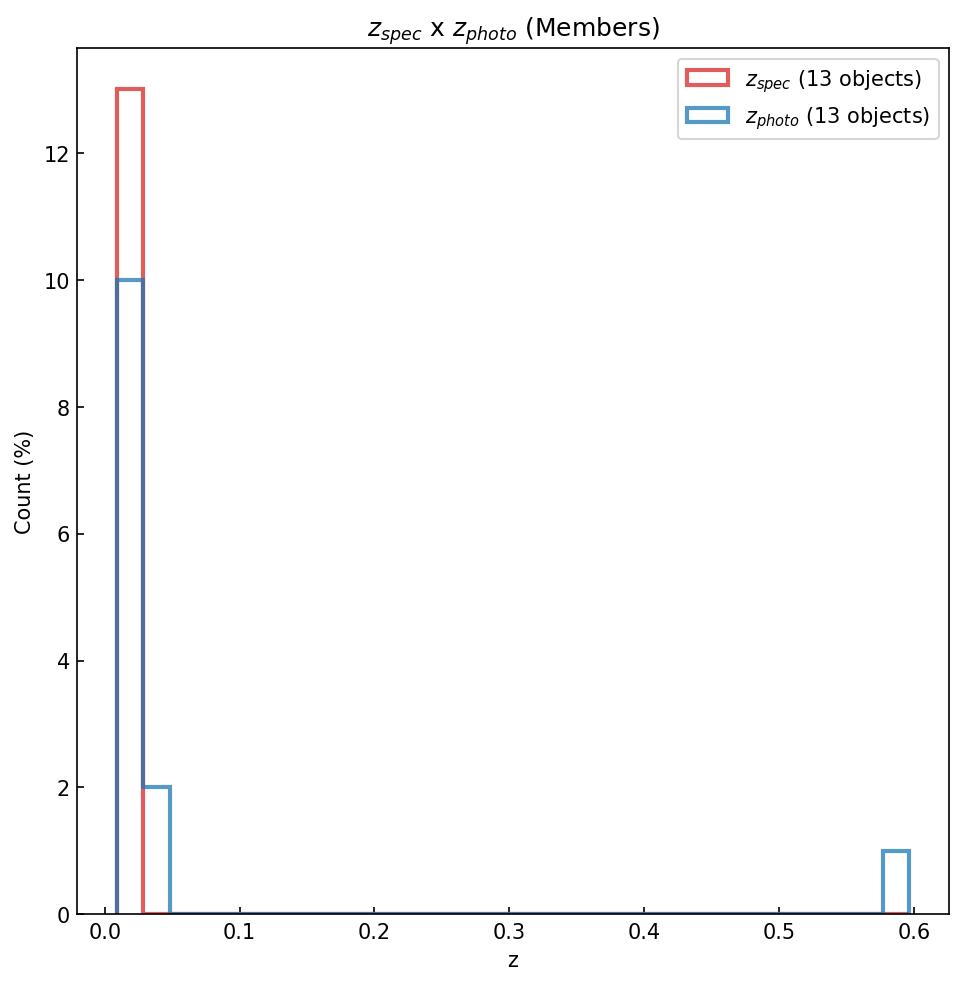 z_spec x z_photo (Members)
z_spec (13 objects)
z_photo (13 objects)
Count (%)
12
10
8
6
4
2
0
0.0 0.1 0.2 0.3 0.4 0.5 0.6
z